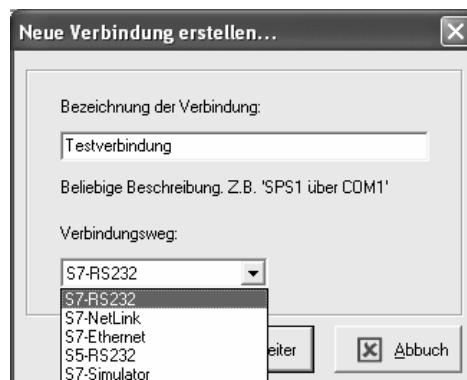 Neue Verbindung erstellen...
Bezeichnung der Verbindung:
Testverbindung
Beliebige Beschreibung. Z.B. 'SPS1 über COM1'
Verbindungsweg:
S7-RS232
S7-RS232
S7-NetLink
S7-Ethernet
S5-RS232
S7-Simulator
eiter
Abbuch